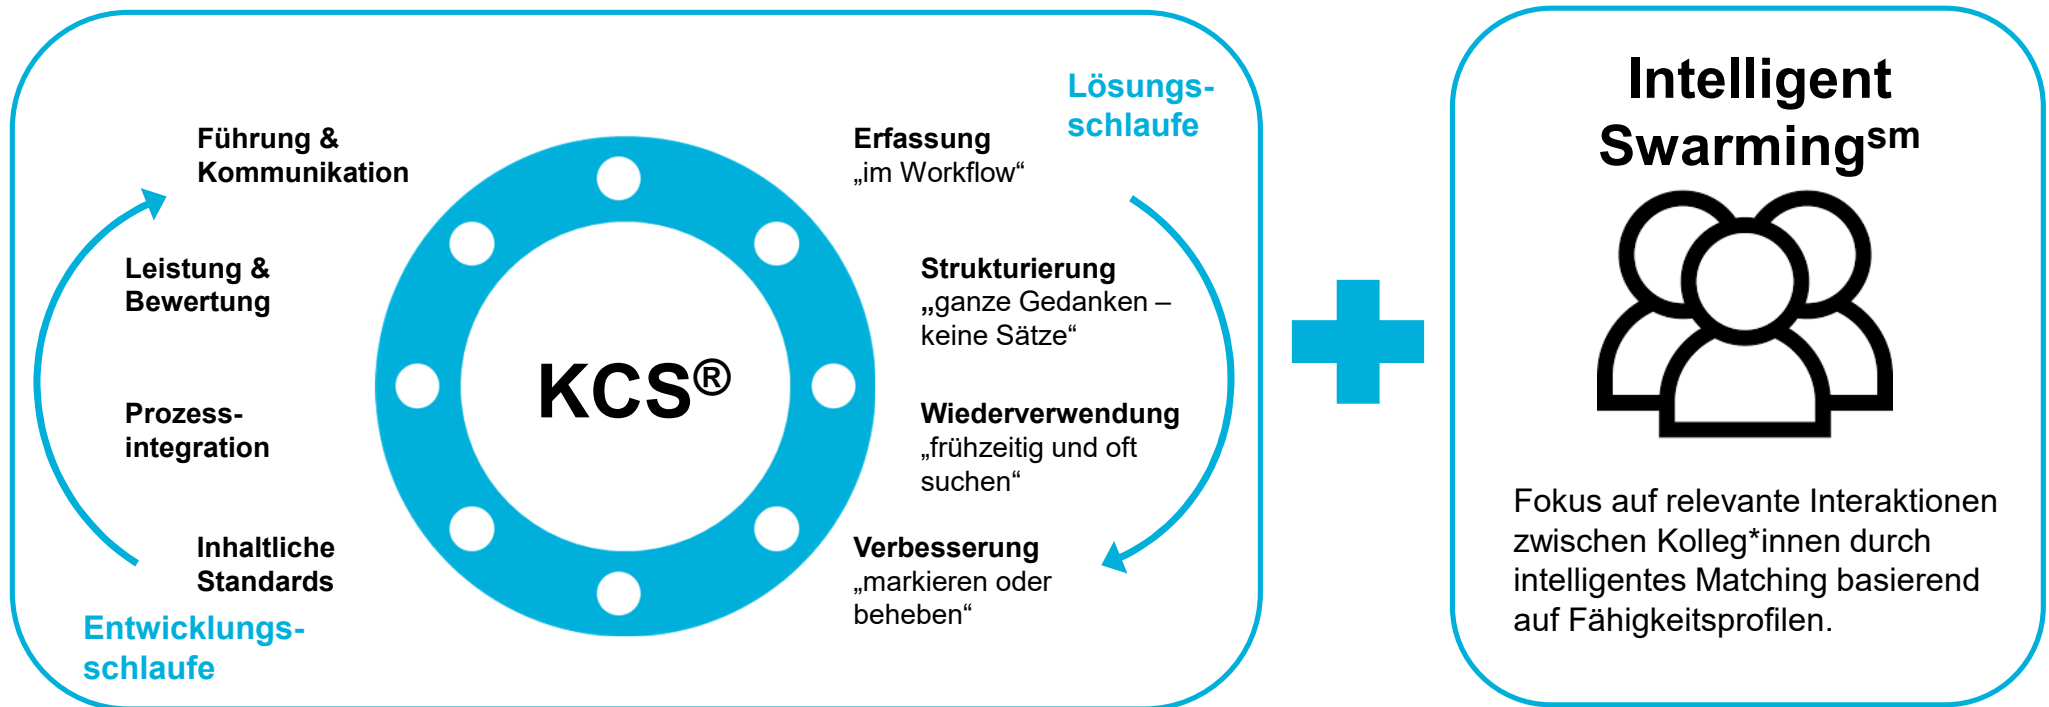 Führung &
Kommunikation
Leistung &
Bewertung
Prozess-
integration
Inhaltliche
Standards
Entwicklungs-
schlaufe
KCS®
Lösungs-
schlaufe
Erfassung
„im Workflow“
Strukturierung
„ganze Gedanken –
keine Sätze“
Wiederverwendung
„frühzeitig und oft
suchen“
Verbesserung
„markieren oder
beheben“
Intelligent
Swarmingsm
Fokus auf relevante Interaktionen
zwischen Kolleg*innen durch
intelligentes Matching basierend
auf Fähigkeitsprofilen.